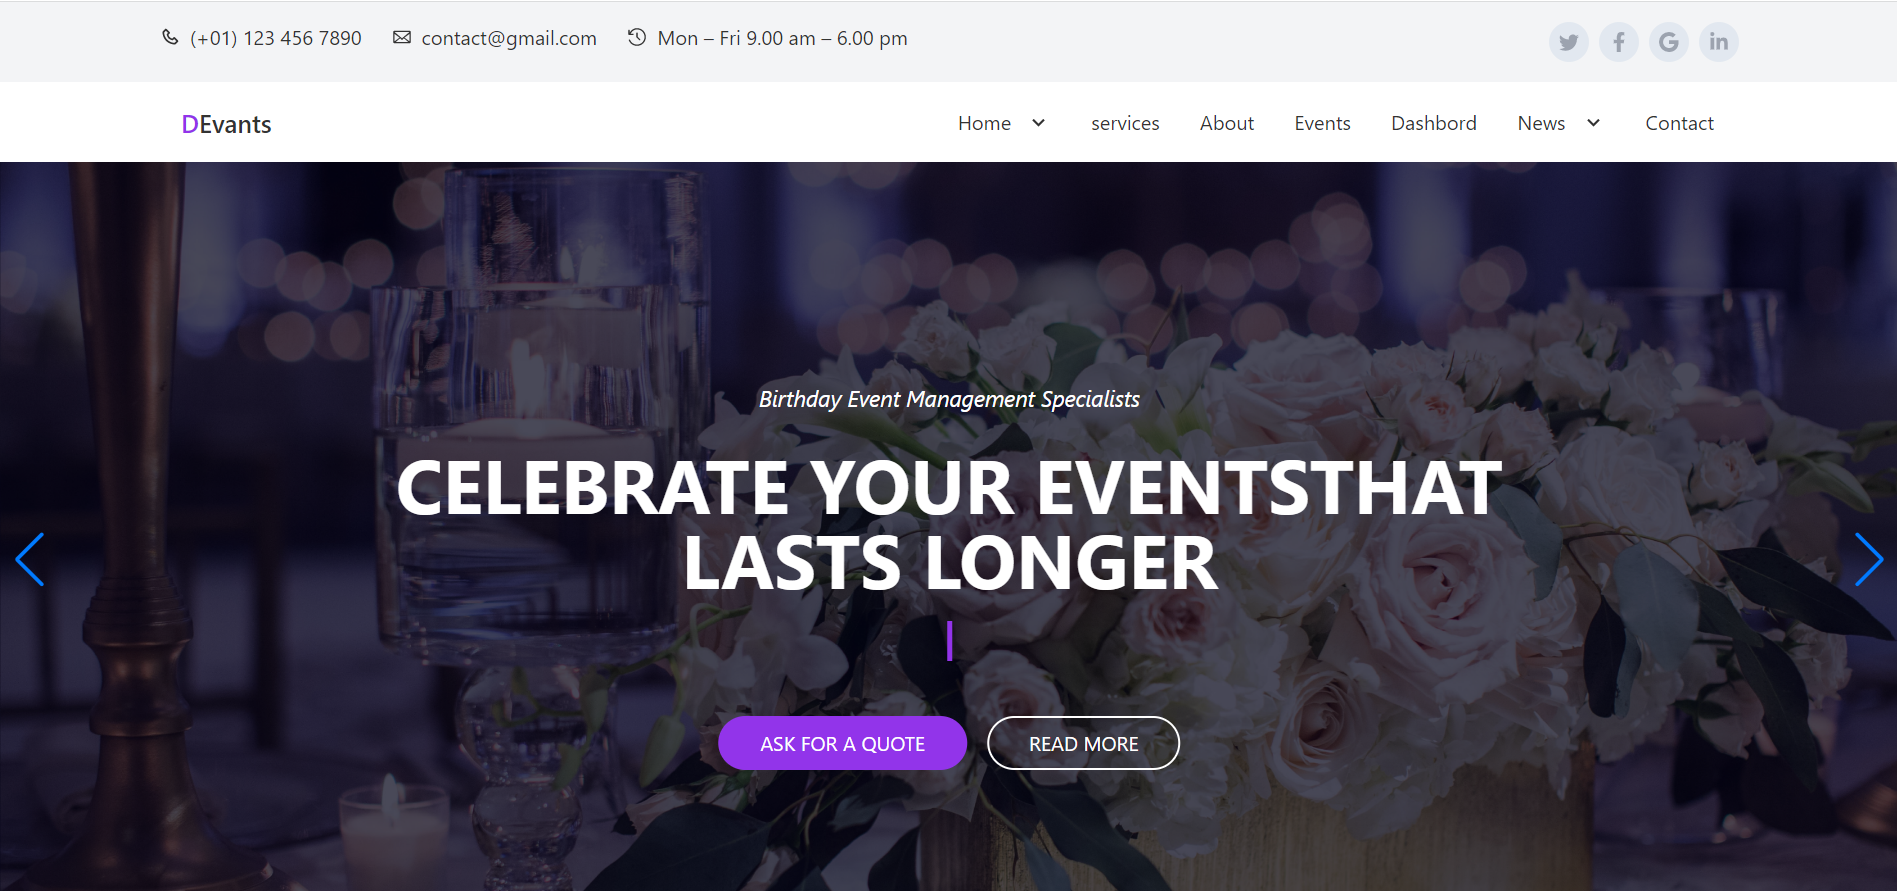 (+01) 123 456 7890 contact@gmail.com Mon – Fri 9.00 am – 6.00 pm
DEvants Home services About Events Dashbord News Contact
Birthday Event Management Specialists
CELEBRATE YOUR EVENTSTHAT
LASTS LONGER
ASK FOR A QUOTE READ MORE